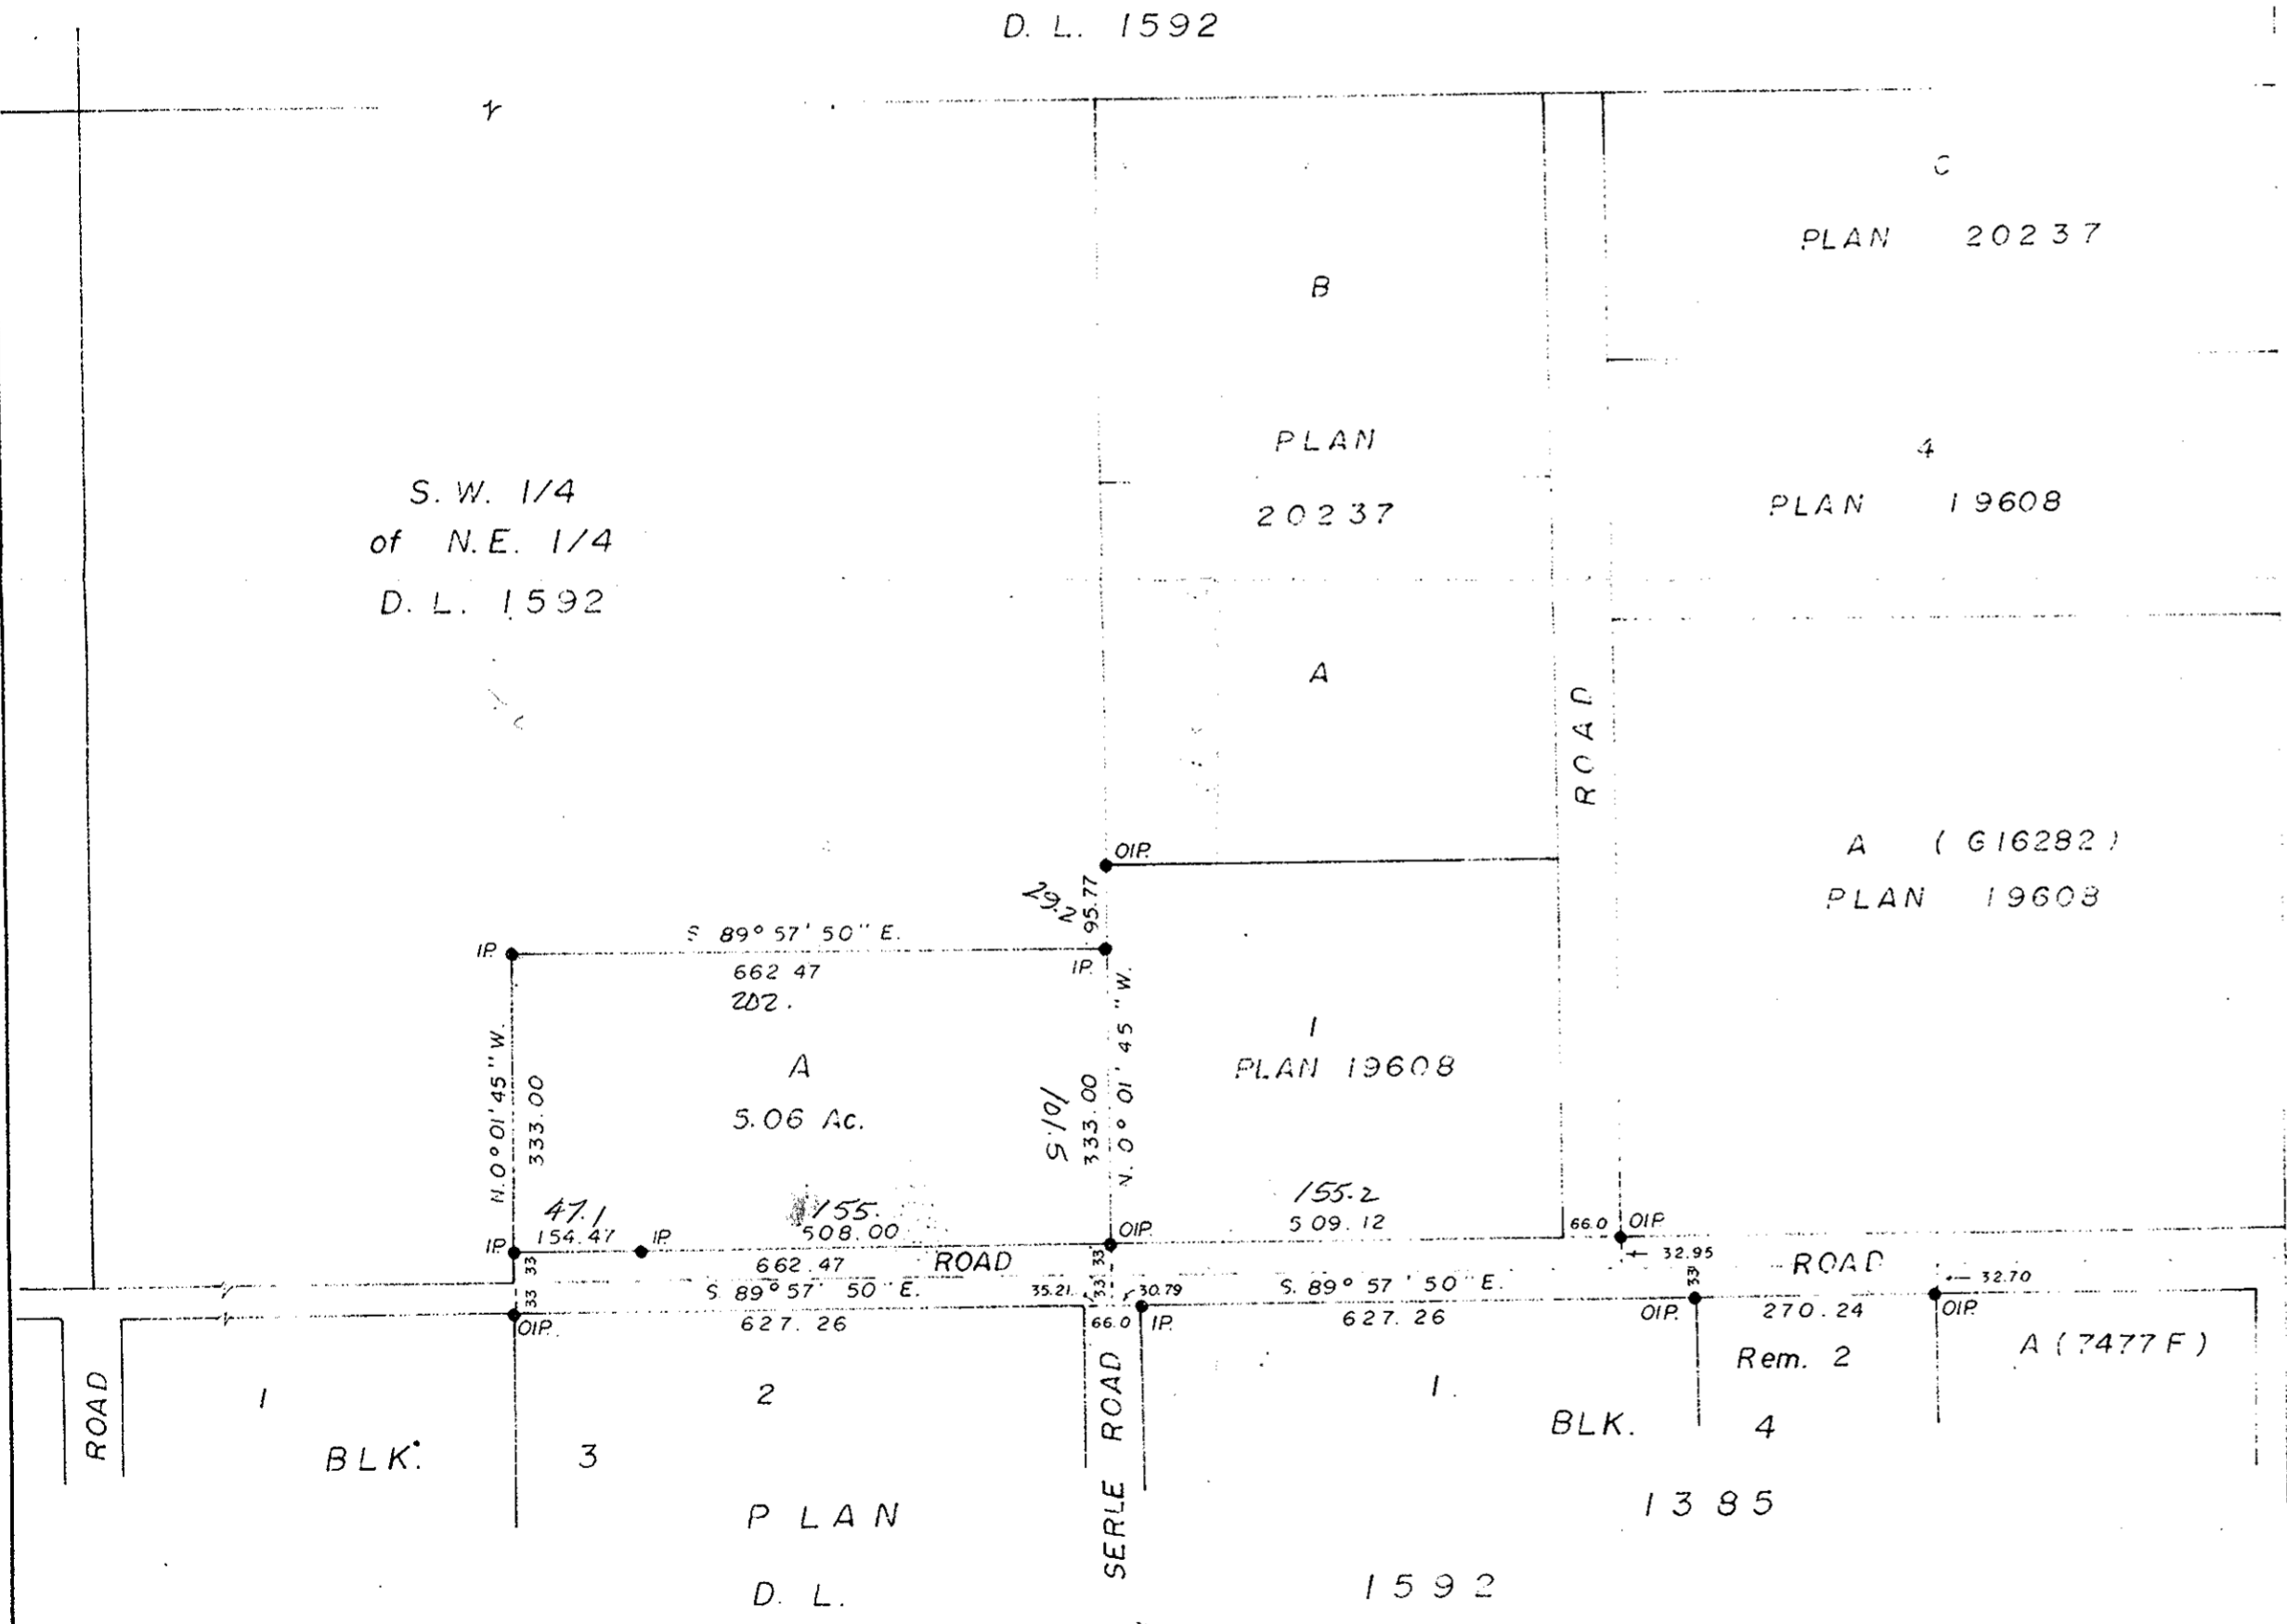 D. L. 1592
C
PLAN 20237
B
PLAN
20237
4
PLAN 19608
S. W. 1/4
of N. E. 1/4
D. L. 1592
A
ROAD
A ( G16282 )
PLAN 19608
OIP.
29.2
95.77
S 89° 57' 50" E.
IP.
662 47
IP.
202.
N. 0° 01' 45" W.
333.00
A
5.06 Ac.
101.5
333.00
N. 0° 01' 45" W.
1
PLAN 19608
47.1
154.47
IP.
IP.
155.
508.00
OIP.
155.2
509.12
66.0
OIP.
33
33
662.47
ROAD
S. 89° 57' 50" E.
35.21
33
33
30.79
S. 89° 57' 50" E.
32.95
33
ROAD
32.70
OIP.
627.26
66.0
IP.
627.26
OIP.
270.24
OIP.
ROAD
1
2
SERLE ROAD
1.
Rem. 2
A ( 7477 F )
BLK. 3
BLK. 4
PLAN
1385
D. L.
1592